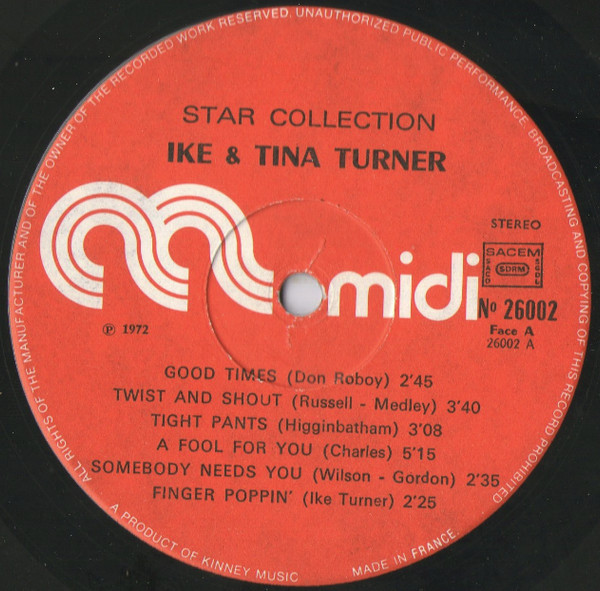 ALL RIGHTS OF THE MANUFACTURER AND OF THE OWNER OF THE RECORDED WORK RESERVED. UNAUTHORIZED PUBLIC PERFORMANCE BROADCASTING AND COPYING OF THIS RECORD PROHIBITED
STAR COLLECTION
IKE & TINA TURNER
STEREO
SACEM
SACD SDRM SGDL
midi
Nº 26002
Face A
26002 A
℗ 1972
GOOD TIMES (Don Roboy) 2'45
TWIST AND SHOUT (Russell - Medley) 3'40
TIGHT PANTS (Higginbatham) 3'08
A FOOL FOR YOU (Charles) 5'15
SOMEBODY NEEDS YOU (Wilson - Gordon) 2'35
FINGER POPPIN' (Ike Turner) 2'25
A PRODUCT OF KINNEY MUSIC
MADE IN FRANCE.